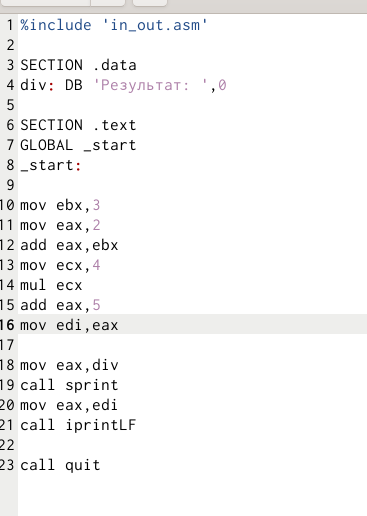 1 %include 'in_out.asm'
2
3 SECTION .data
4 div: DB 'Результат: ',0
5
6 SECTION .text
7 GLOBAL _start
8 _start:
9
10 mov ebx,3
11 mov eax,2
12 add eax,ebx
13 mov ecx,4
14 mul ecx
15 add eax,5
16 mov edi,eax
17
18 mov eax,div
19 call sprint
20 mov eax,edi
21 call iprintLF
22
23 call quit